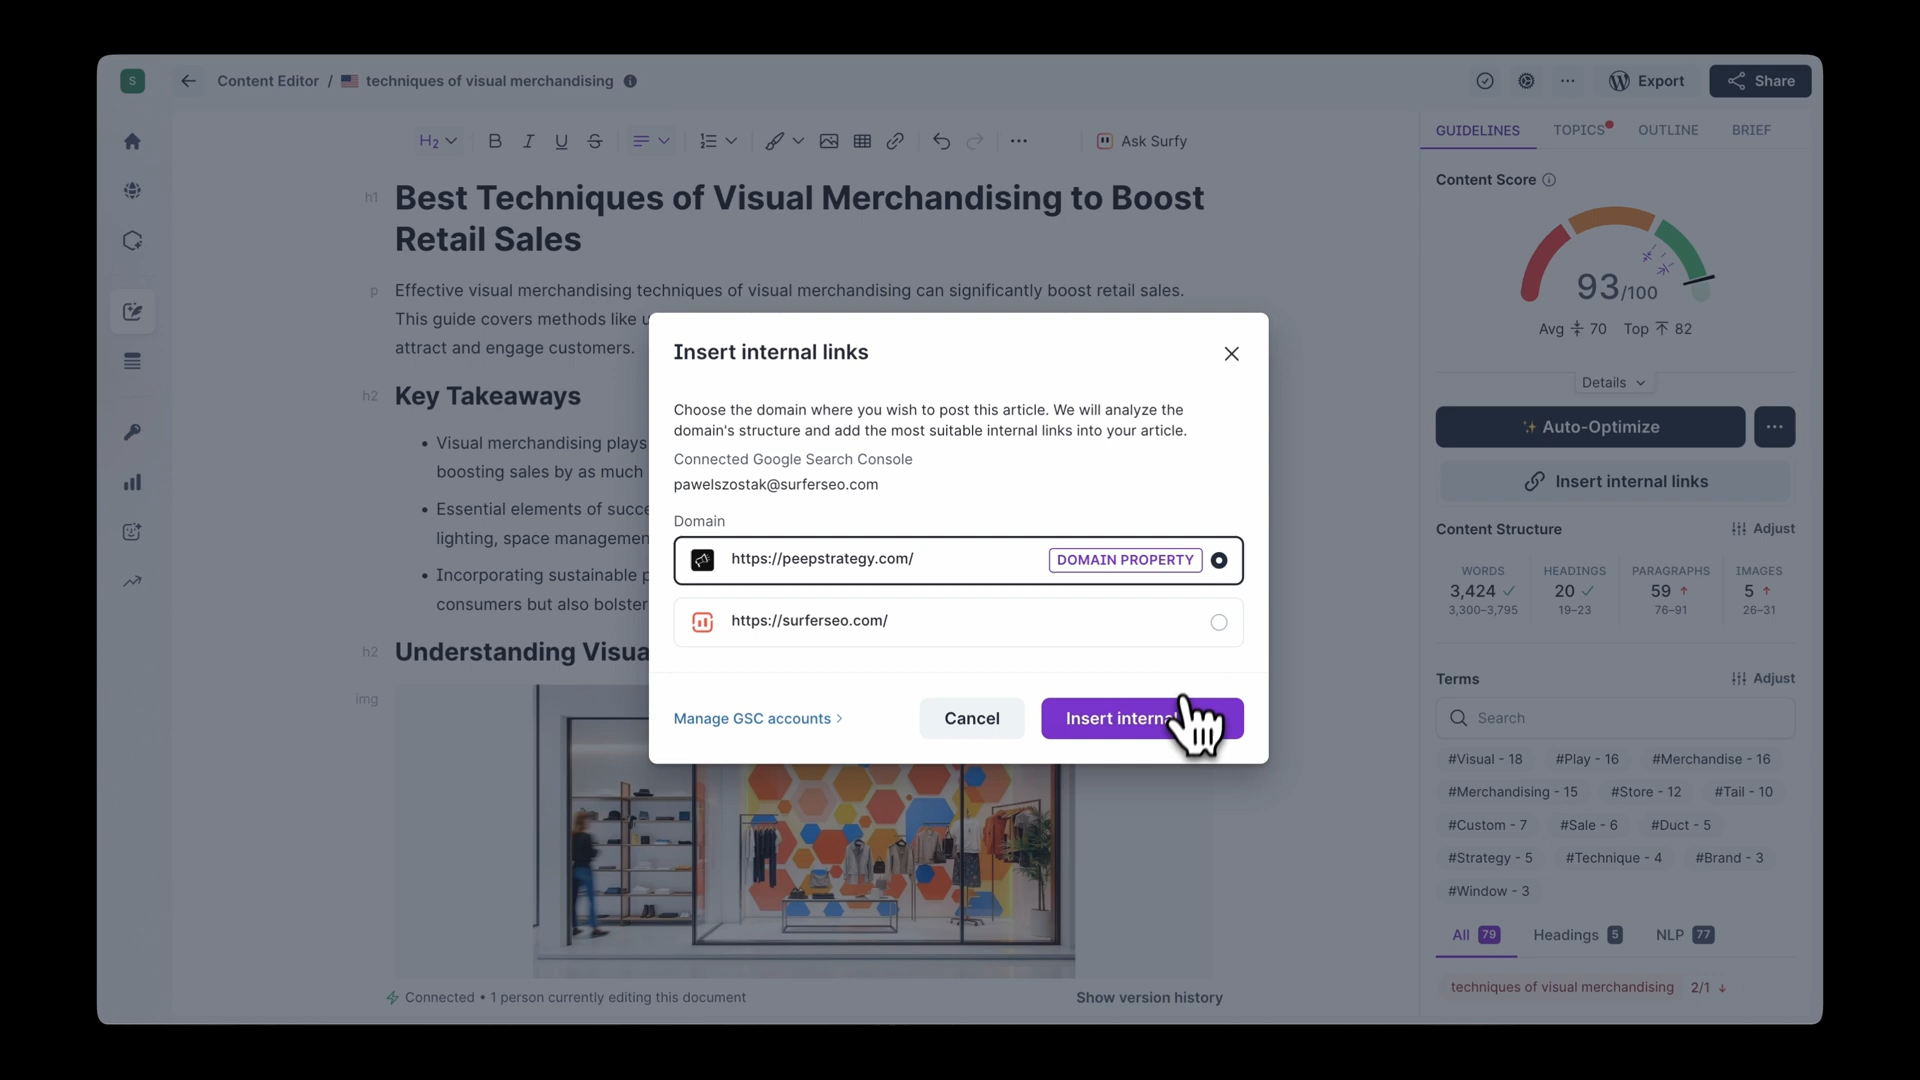 S
Content Editor / techniques of visual merchandising
Export
Share
H2
B I U S
Ask Surfy
GUIDELINES
TOPICS
OUTLINE
BRIEF
h1
Best Techniques of Visual Merchandising to Boost
Retail Sales
p
Effective visual merchandising techniques of visual merchandising can significantly boost retail sales.
This guide covers methods like
attract and engage customers.
h2
Key Takeaways
• Visual merchandising plays
boosting sales by as much
• Essential elements of
lighting, space
• Incorporating sustainable
consumers but also bolster
h2
Understanding
img
Insert internal links
Choose the domain where you wish to post this article. We will analyze the
domain's structure and add the most suitable internal links into your article.
Connected Google Search Console
pawelszostak@surferseo.com
Domain
https://peepstrategy.com/
DOMAIN PROPERTY
https://surferseo.com/
Manage GSC accounts >
Cancel
Insert
Connected • 1 person currently editing this document
Show version history
Content Score
93/100
Avg 70 Top 82
Details
Auto-Optimize
Insert internal links
Content Structure
Adjust
WORDS
3,424
3,300–3,795
HEADINGS
20
19–23
PARAGRAPHS
59
76–91
IMAGES
5
26–31
Terms
Adjust
Search
#Visual - 18
#Play - 16
#Merchandise - 16
#Merchandising - 15
#Store - 12
#Tail - 10
#Custom - 7
#Sale - 6
#Duct - 5
#Strategy - 5
#Technique - 4
#Brand - 3
#Window - 3
All 79
Headings 5
NLP 77
techniques of visual merchandising 2/1